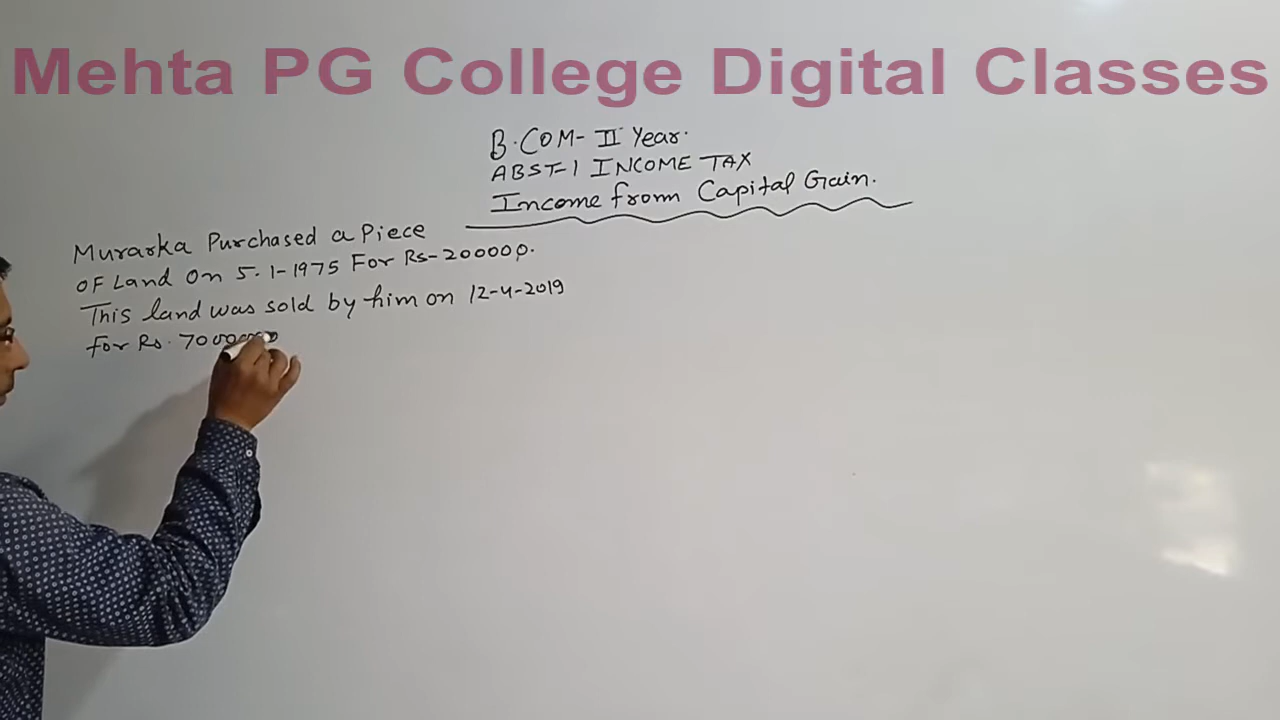 Mehta PG College Digital Classes
B.COM- II Year.
ABST-1 INCOME TAX
Income from Capital Gain.
Murarka Purchased a Piece
OF Land On 5.1-1975 For Rs-200000.
This land was sold by him on 12-4-2019
for Rs.